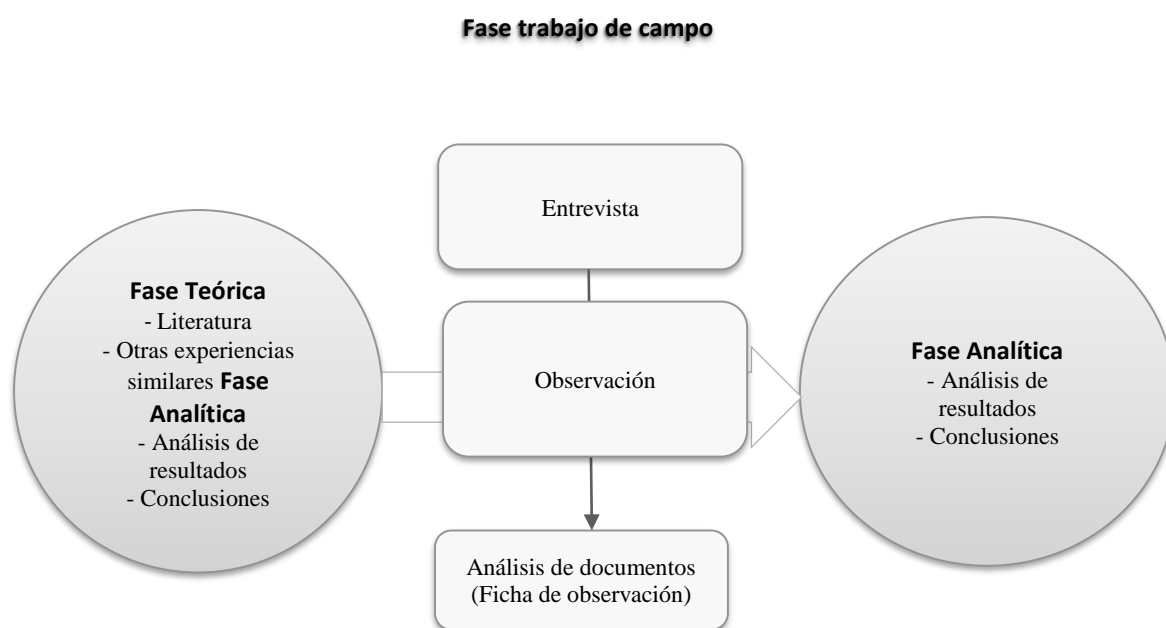 Fase trabajo de campo
Entrevista
Fase Teórica
- Literatura
- Otras experiencias
similares Fase
Analítica
- Análisis de
resultados
- Conclusiones
Observación
Fase Analítica
- Análisis de
resultados
- Conclusiones
Análisis de documentos
(Ficha de observación)